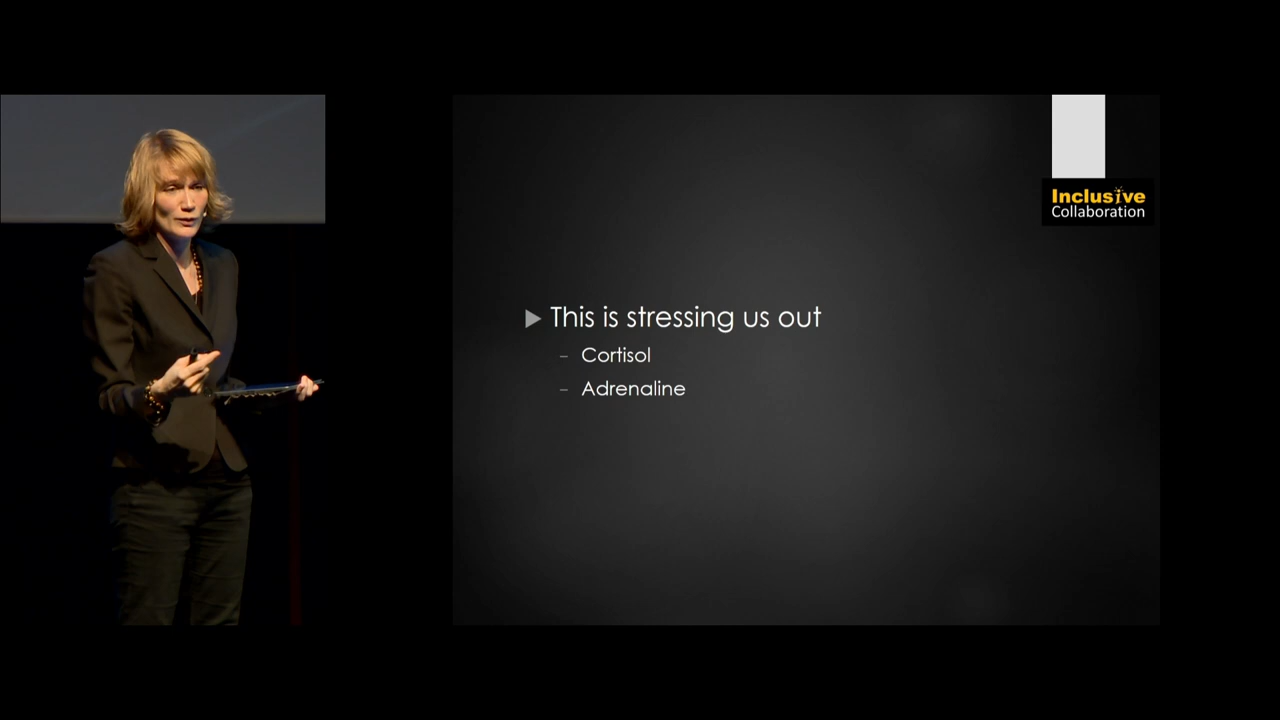 Inclusive
Collaboration
This is stressing us out
- Cortisol
- Adrenaline